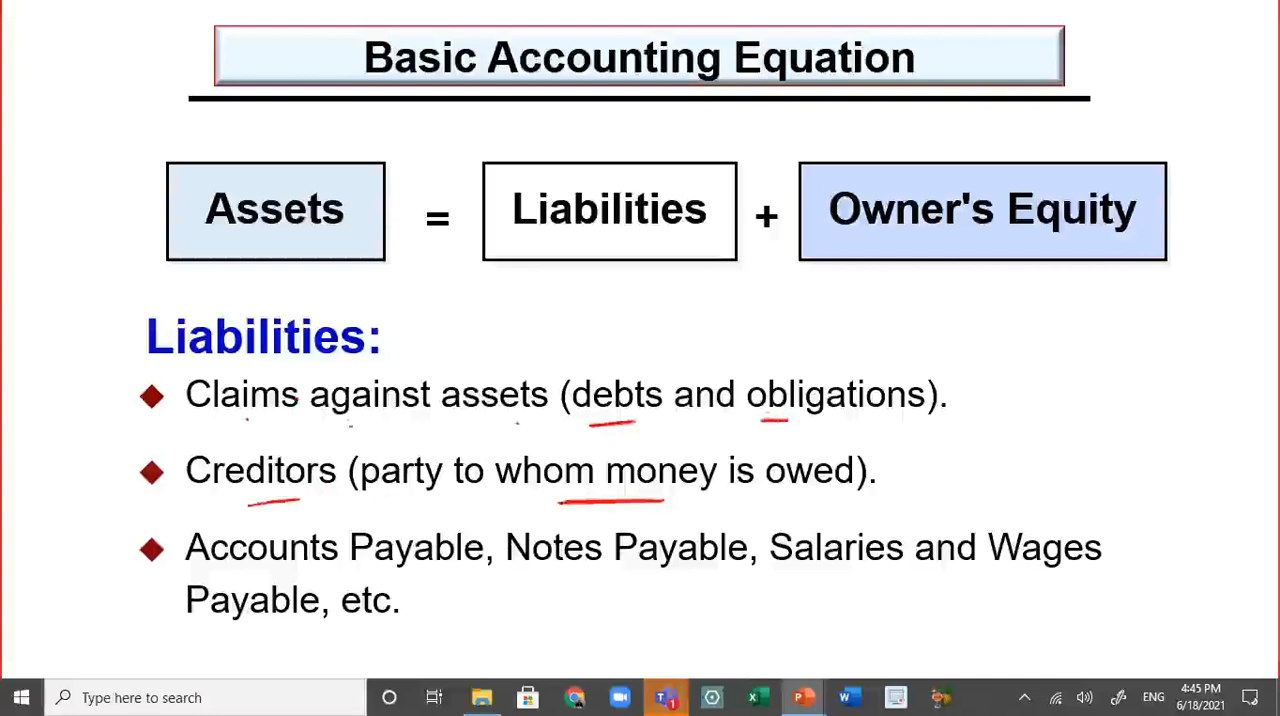 Basic Accounting Equation
Assets = Liabilities + Owner's Equity
Liabilities:
Claims against assets (debts and obligations).
Creditors (party to whom money is owed).
Accounts Payable, Notes Payable, Salaries and Wages
Payable, etc.
Type here to search
ENG
4:45 PM
6/18/2021